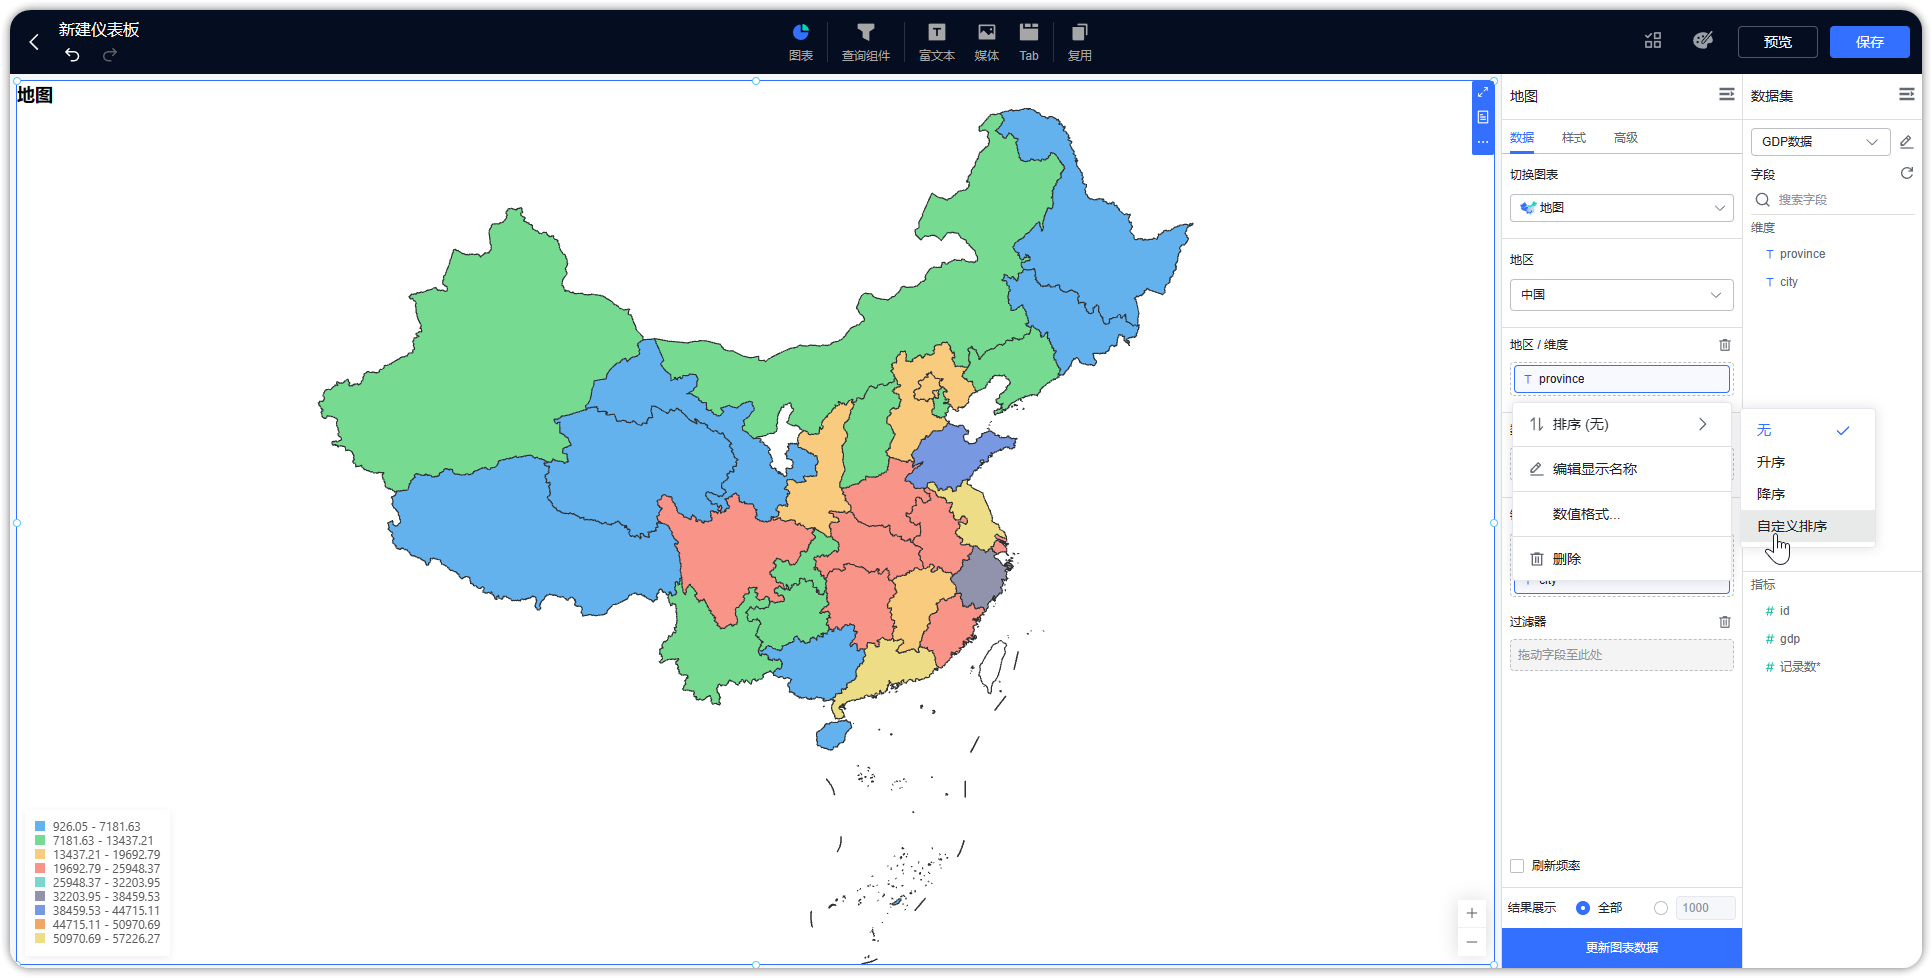 新建仪表板
图表
查询组件
富文本
媒体
Tab
复用
预览
保存
地图
926.05 - 7181.63
7181.63 - 13437.21
13437.21 - 19692.79
19692.79 - 25948.37
25948.37 - 32203.95
32203.95 - 38459.53
38459.53 - 44715.11
44715.11 - 50970.69
50970.69 - 57226.27
地图
数据 样式 高级
切换图表
地图
地区
中国
地区 / 维度
T province
排序 (无)
编辑显示名称
数值格式...
删除
city
无
升序
降序
自定义排序
过滤器
拖动字段至此处
刷新频率
结果展示 全部 1000
更新图表数据
数据集
GDP数据
字段
搜索字段
维度
T province
T city
指标
# id
# gdp
# 记录数*